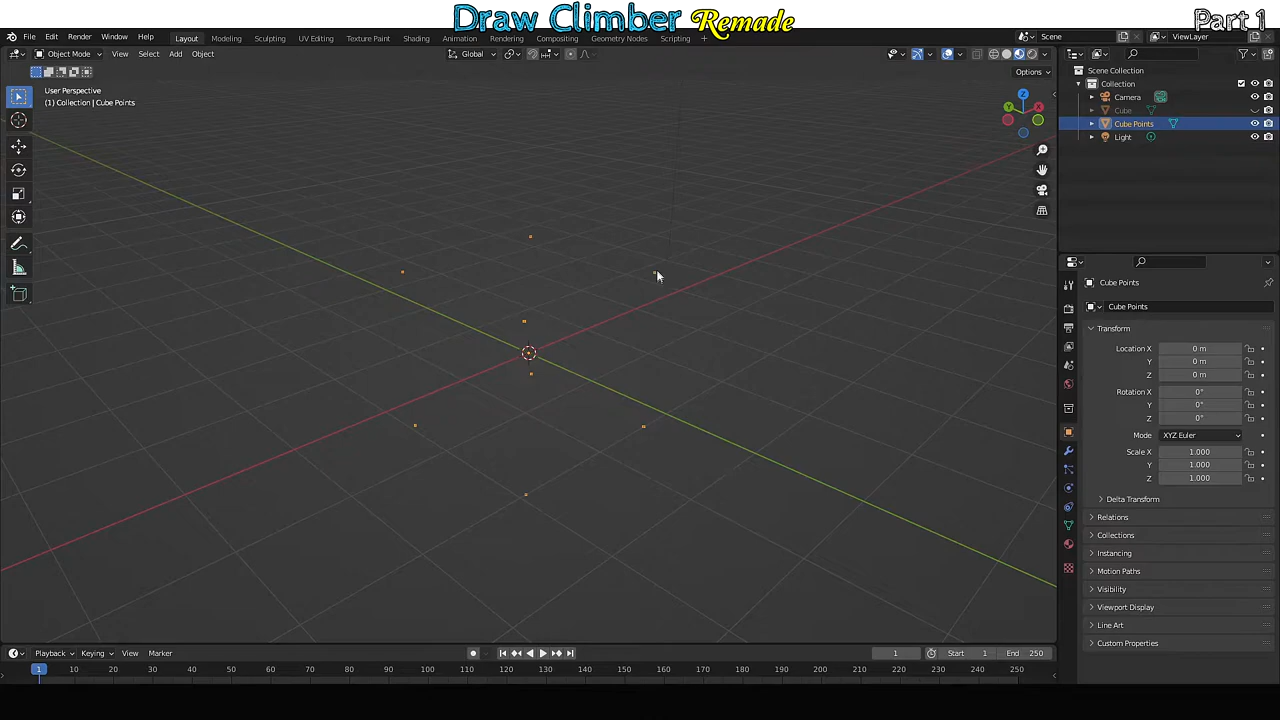 Draw Climber Remade
Part 1
File Edit Render Window Help
Layout Modeling Sculpting UV Editing Texture Paint Shading Animation Rendering Compositing Geometry Nodes Scripting +
Scene
ViewLayer
Object Mode View Select Add Object
Global
Options
User Perspective
(1) Collection | Cube Points
X
Y
Z
Scene Collection
Collection
Camera
Cube
Cube Points
Light
Cube Points
Cube Points
Transform
Location X 0 m
Y 0 m
Z 0 m
Rotation X 0°
Y 0°
Z 0°
Mode XYZ Euler
Scale X 1.000
Y 1.000
Z 1.000
Delta Transform
Relations
Collections
Instancing
Motion Paths
Visibility
Viewport Display
Line Art
Custom Properties
Playback Keying View Marker
1
Start 1 End 250
1 10 20 30 40 50 60 70 80 90 100 110 120 130 140 150 160 170 180 190 200 210 220 230 240 250